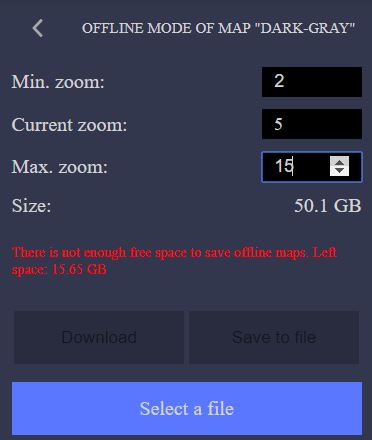 OFFLINE MODE OF MAP "DARK-GRAY"
Min. zoom: 2
Current zoom: 5
Max. zoom: 15
Size: 50.1 GB
There is not enough free space to save offline maps. Left
space: 15.65 GB
Download Save to file
Select a file